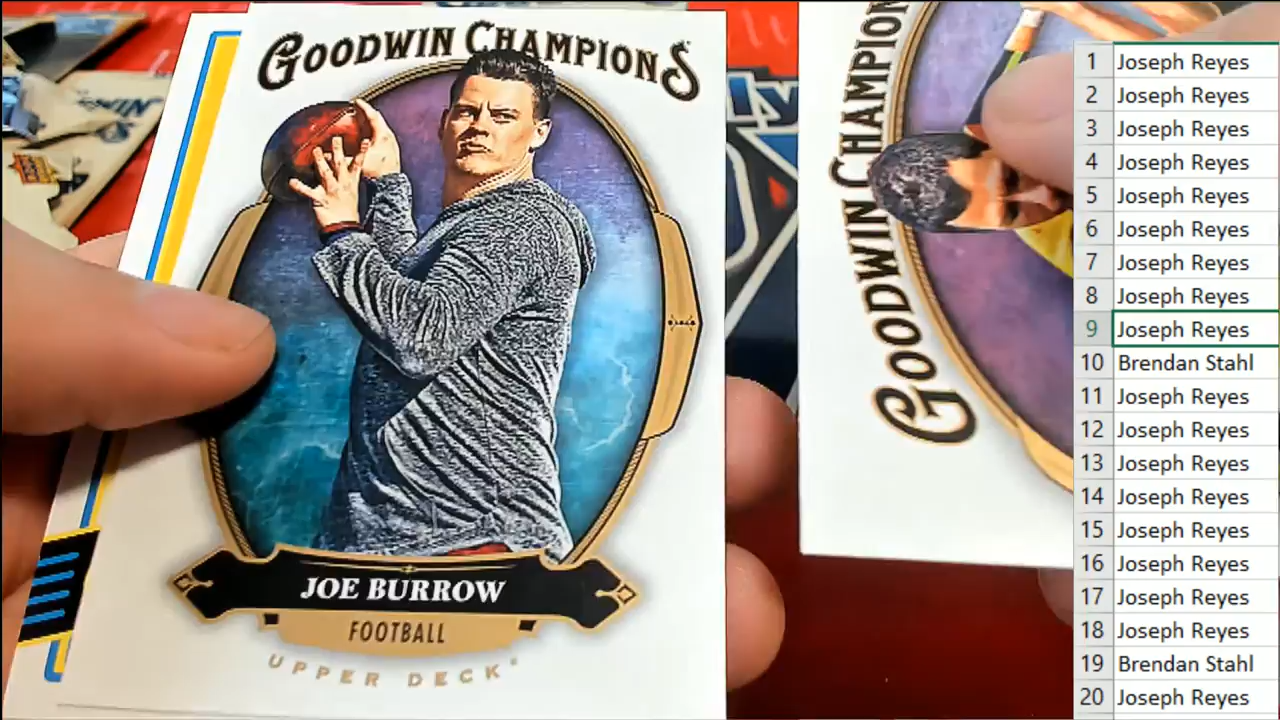 GOODWIN CHAMPIONS
JOE BURROW
FOOTBALL
UPPER DECK
GOODWIN CHAMPION
1 Joseph Reyes
2 Joseph Reyes
3 Joseph Reyes
4 Joseph Reyes
5 Joseph Reyes
6 Joseph Reyes
7 Joseph Reyes
8 Joseph Reyes
9 Joseph Reyes
10 Brendan Stahl
11 Joseph Reyes
12 Joseph Reyes
13 Joseph Reyes
14 Joseph Reyes
15 Joseph Reyes
16 Joseph Reyes
17 Joseph Reyes
18 Joseph Reyes
19 Brendan Stahl
20 Joseph Reyes